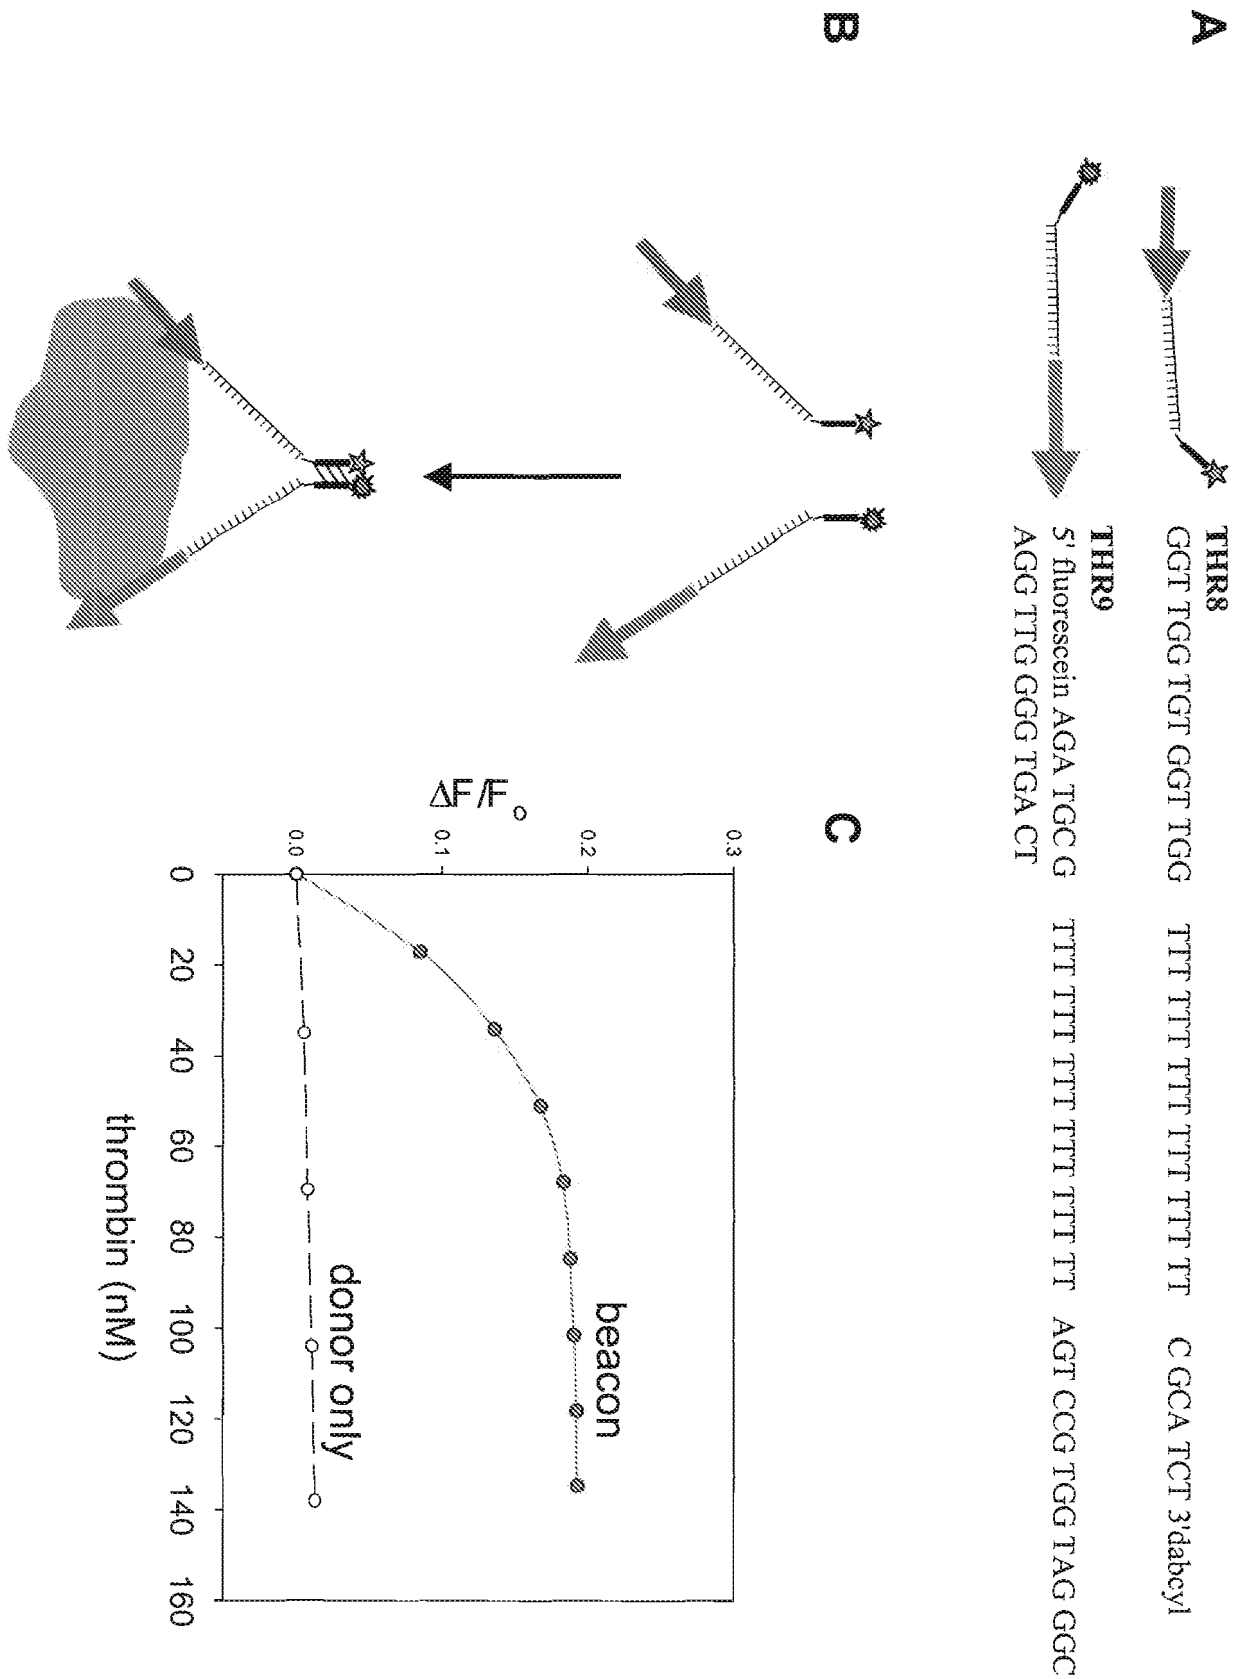 A
THR8
GGT TGG TGT GGT TGG TTT TTT TTT TTT TTT TT C GCA TCT 3'dabcyl
THR9
5' fluorescein AGA TGC G TTT TTT TTT TTT TTT TT AGT CCG TGG TAG GGC
AGG TTG GGG TGA CT
B
C
ΔF/Fo
0.3
0.2
0.1
0.0
beacon
donor only
0 20 40 60 80 100 120 140 160
thrombin (nM)